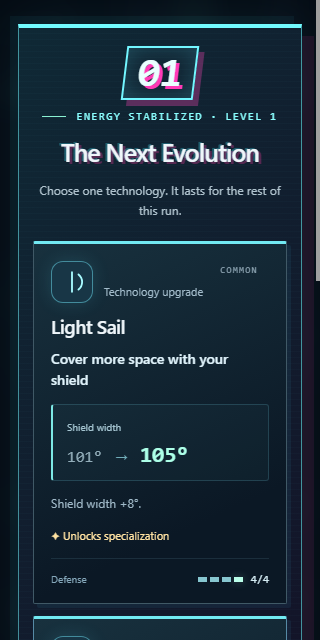 01
ENERGY STABILIZED · LEVEL 1
The Next Evolution
Choose one technology. It lasts for the rest of
this run.
COMMON
Technology upgrade
Light Sail
Cover more space with your
shield
Shield width
101° → 105°
Shield width +8°.
✦ Unlocks specialization
Defense 4/4